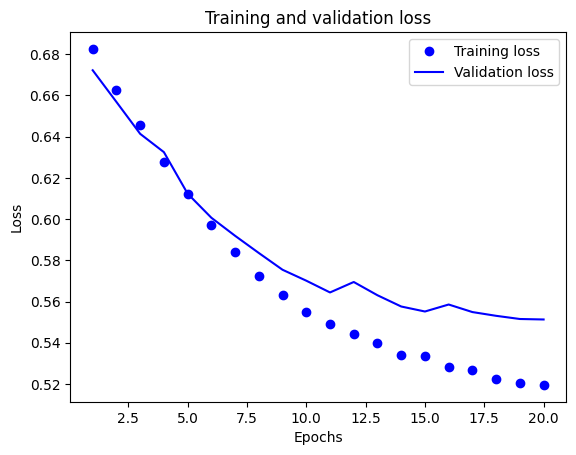 Training and validation loss
Training loss
Validation loss
0.68
0.66
0.64
0.62
0.60
0.58
0.56
0.54
0.52
Loss
2.5 5.0 7.5 10.0 12.5 15.0 17.5 20.0
Epochs